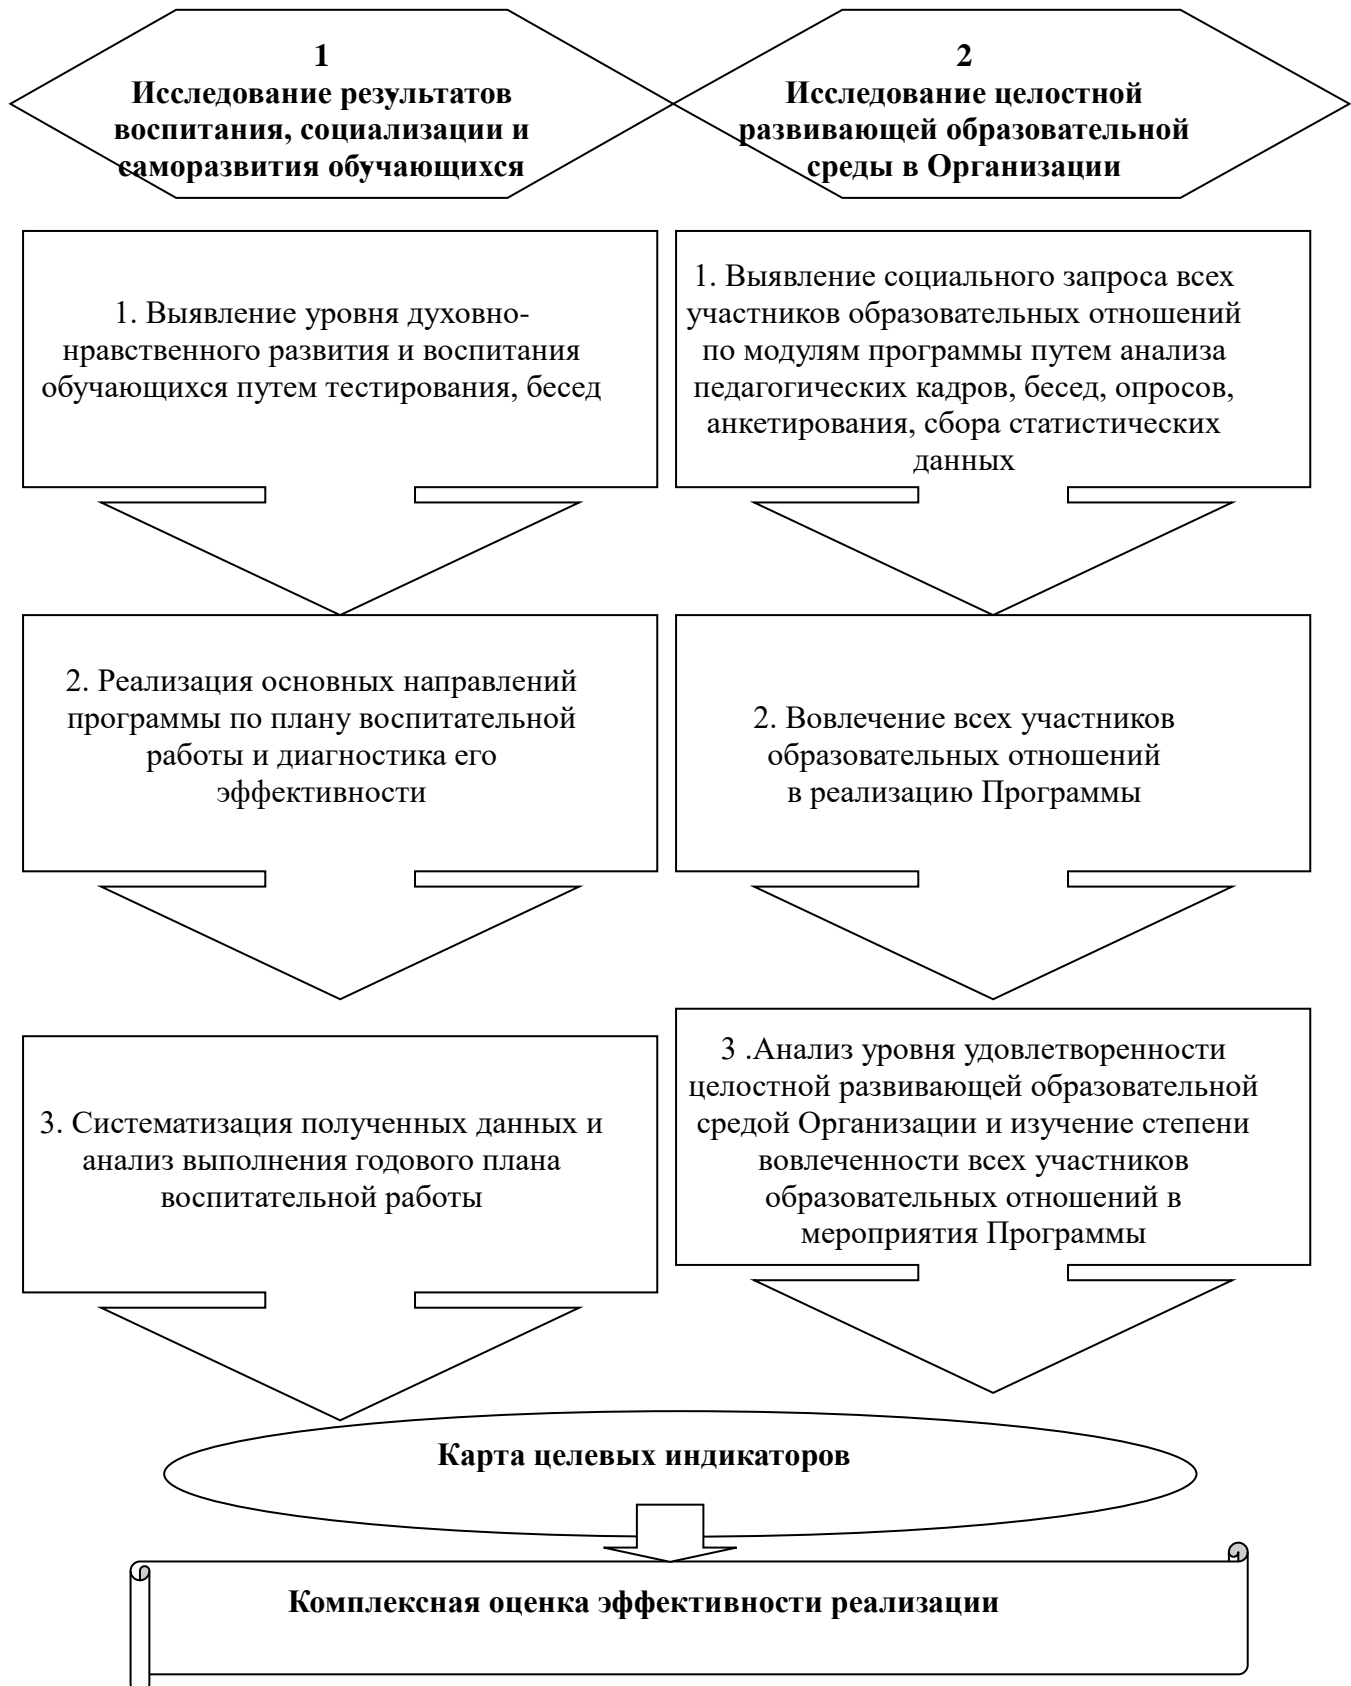 1
Исследование результатов
воспитания, социализации и
саморазвития обучающихся
2
Исследование целостной
развивающей образовательной
среды в Организации
1. Выявление уровня духовно-
нравственного развития и воспитания
обучающихся путем тестирования, бесед
1. Выявление социального запроса всех
участников образовательных отношений
по модулям программы путем анализа
педагогических кадров, бесед, опросов,
анкетирования, сбора статистических
данных
2. Реализация основных направлений
программы по плану воспитательной
работы и диагностика его
эффективности
2. Вовлечение всех участников
образовательных отношений
в реализацию Программы
3. Систематизация полученных данных и
анализ выполнения годового плана
воспитательной работы
3 .Анализ уровня удовлетворенности
целостной развивающей образовательной
средой Организации и изучение степени
вовлеченности всех участников
образовательных отношений в
мероприятия Программы
Карта целевых индикаторов
Комплексная оценка эффективности реализации